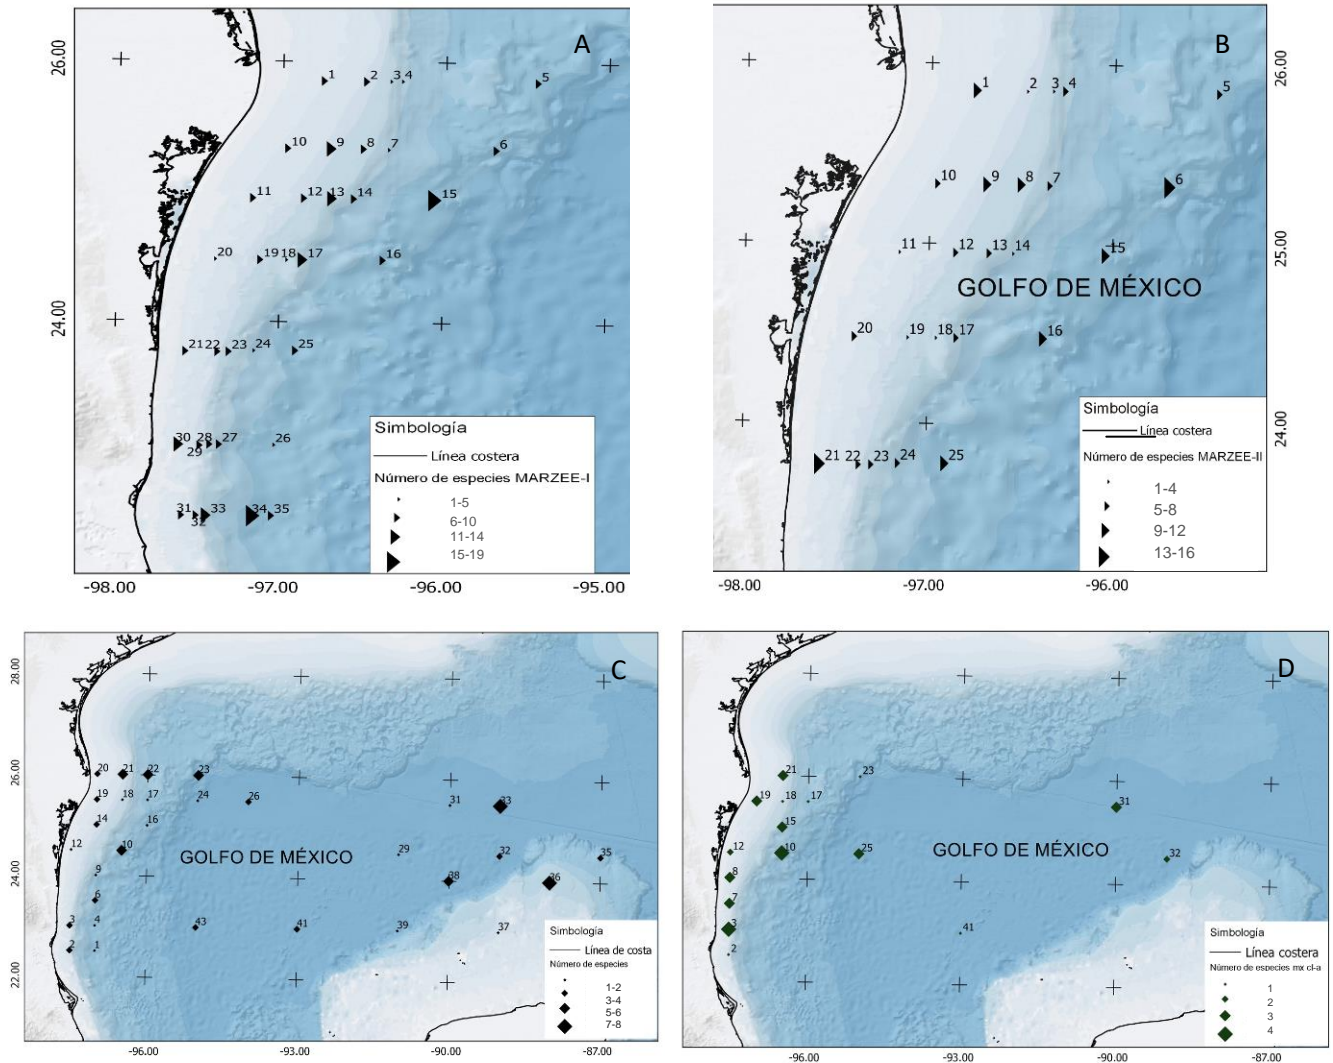 A
26.00
1 2 3 4 5
10 9 8 7 6
11 12 13 14 15
20 19 18 17 16
24.00
21 22 23 24 25
30 28 27 26
29
31 33 34 35
32
Simbología
Línea costera
Número de especies MARZEE-I
1-5
6-10
11-14
15-19
-98.00 -97.00 -96.00 -95.00
B
26.00
1 2 3 4 5
10 9 8 7 6
11 12 13 14 15
25.00
GOLFO DE MÉXICO
20 19 18 17 16
24.00
21 22 23 24 25
Simbología
Línea costera
Número de especies MARZEE-II
1-4
5-8
9-12
13-16
-98.00 -97.00 -96.00
C
28.00
26.00
20 21 22 23
19 18 17 24 26 31 33
14 16
12 10 29 32 35
GOLFO DE MÉXICO
24.00
9 38 36
6
3 4 43 41 39 37
2 1
22.00
Simbología
Línea de costa
Número de especies
1-2
3-4
5-6
7-8
-96.00 -93.00 -90.00 -87.00
D
21 23
19 18 17 31
15
12 10 25 32
GOLFO DE MÉXICO
8
7
3 41
2
Simbología
Línea costera
Número de especies mx cl-a
1
2
3
4
-96.00 -93.00 -90.00 -87.00